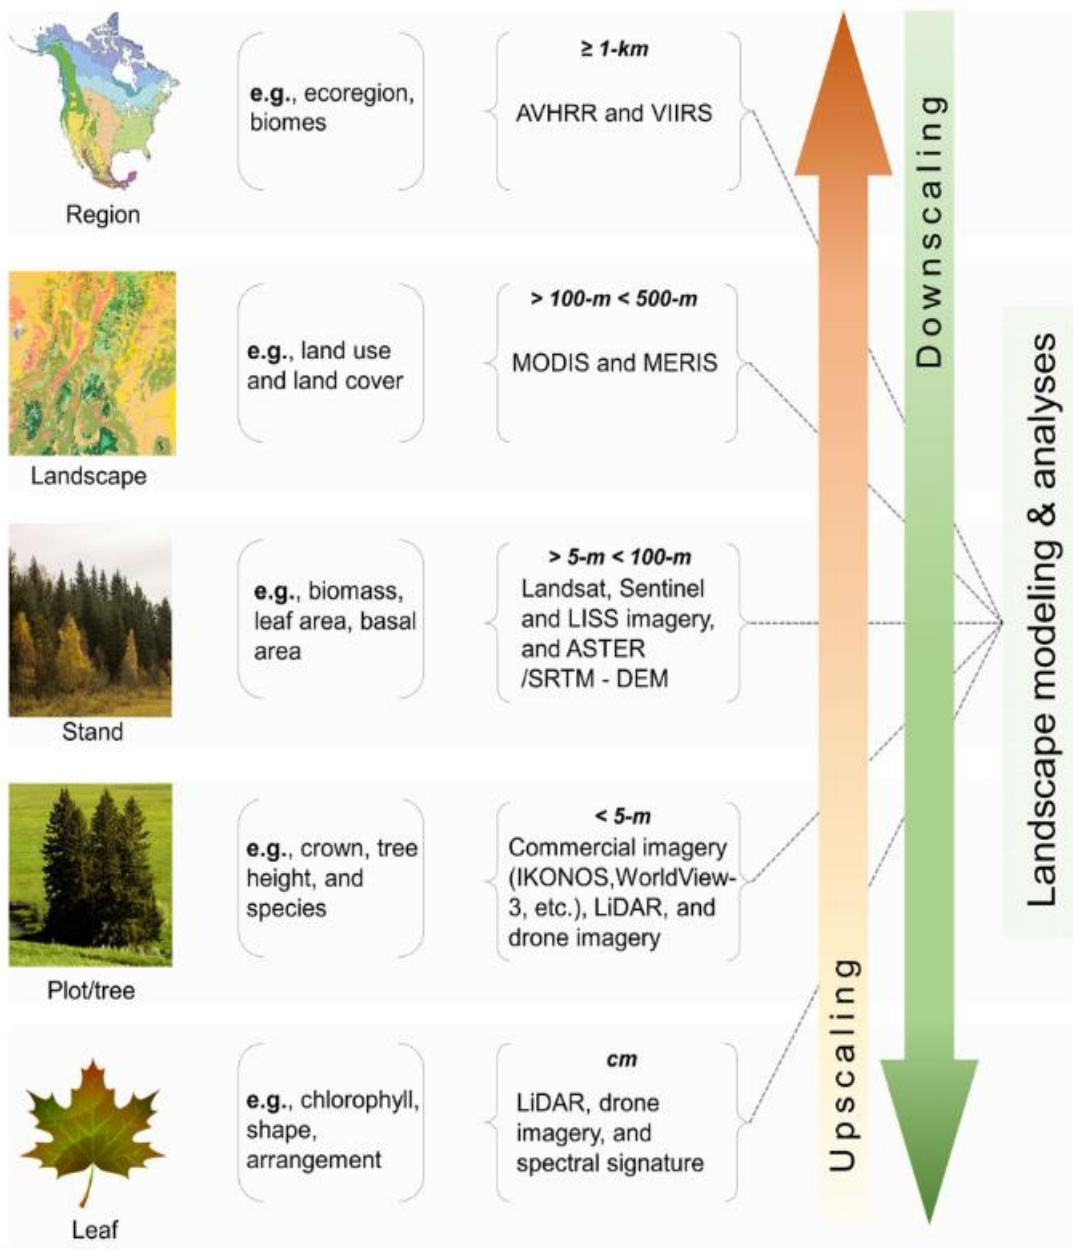 e.g., ecoregion,
biomes
≥ 1-km
AVHRR and VIIRS
Region
e.g., land use
and land cover
> 100-m < 500-m
MODIS and MERIS
Landscape
e.g., biomass,
leaf area, basal
area
> 5-m < 100-m
Landsat, Sentinel
and LISS imagery,
and ASTER
/SRTM - DEM
Stand
e.g., crown, tree
height, and
species
< 5-m
Commercial imagery
(IKONOS,WorldView-
3, etc.), LiDAR, and
drone imagery
Plot/tree
e.g., chlorophyll,
shape,
arrangement
cm
LiDAR, drone
imagery, and
spectral signature
Leaf
Upscaling
Downscaling
Landscape modeling & analyses